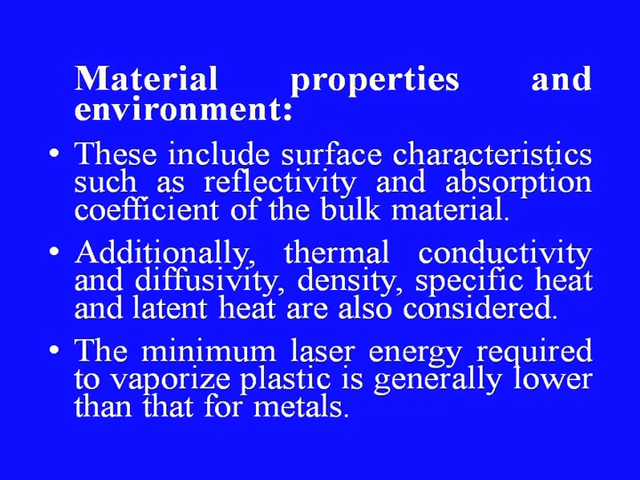 Material properties and
environment:
• These include surface characteristics
such as reflectivity and absorption
coefficient of the bulk material.
• Additionally, thermal conductivity
and diffusivity, density, specific heat
and latent heat are also considered.
• The minimum laser energy required
to vaporize plastic is generally lower
than that for metals.